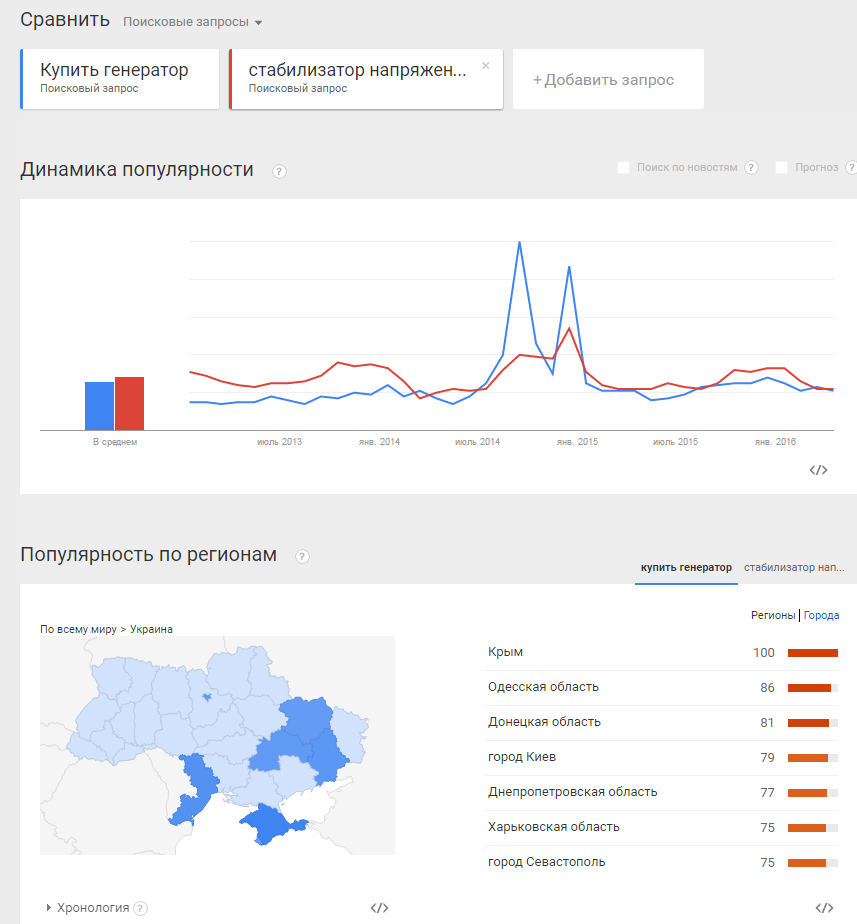 Сравнить Поисковые запросы
Купить генератор
Поисковый запрос
стабилизатор напряжен... ×
Поисковый запрос
+ Добавить запрос
Динамика популярности ?
Поиск по новостям ? Прогноз ?
В среднем
июль 2013 янв. 2014 июль 2014 янв. 2015 июль 2015 янв. 2016
</>
Популярность по регионам ?
купить генератор стабилизатор нап...
Регионы Города
По всему миру > Украина
Крым 100
Одесская область 86
Донецкая область 81
город Киев 79
Днепропетровская область 77
Харьковская область 75
город Севастополь 75
Хронология ? </> </>